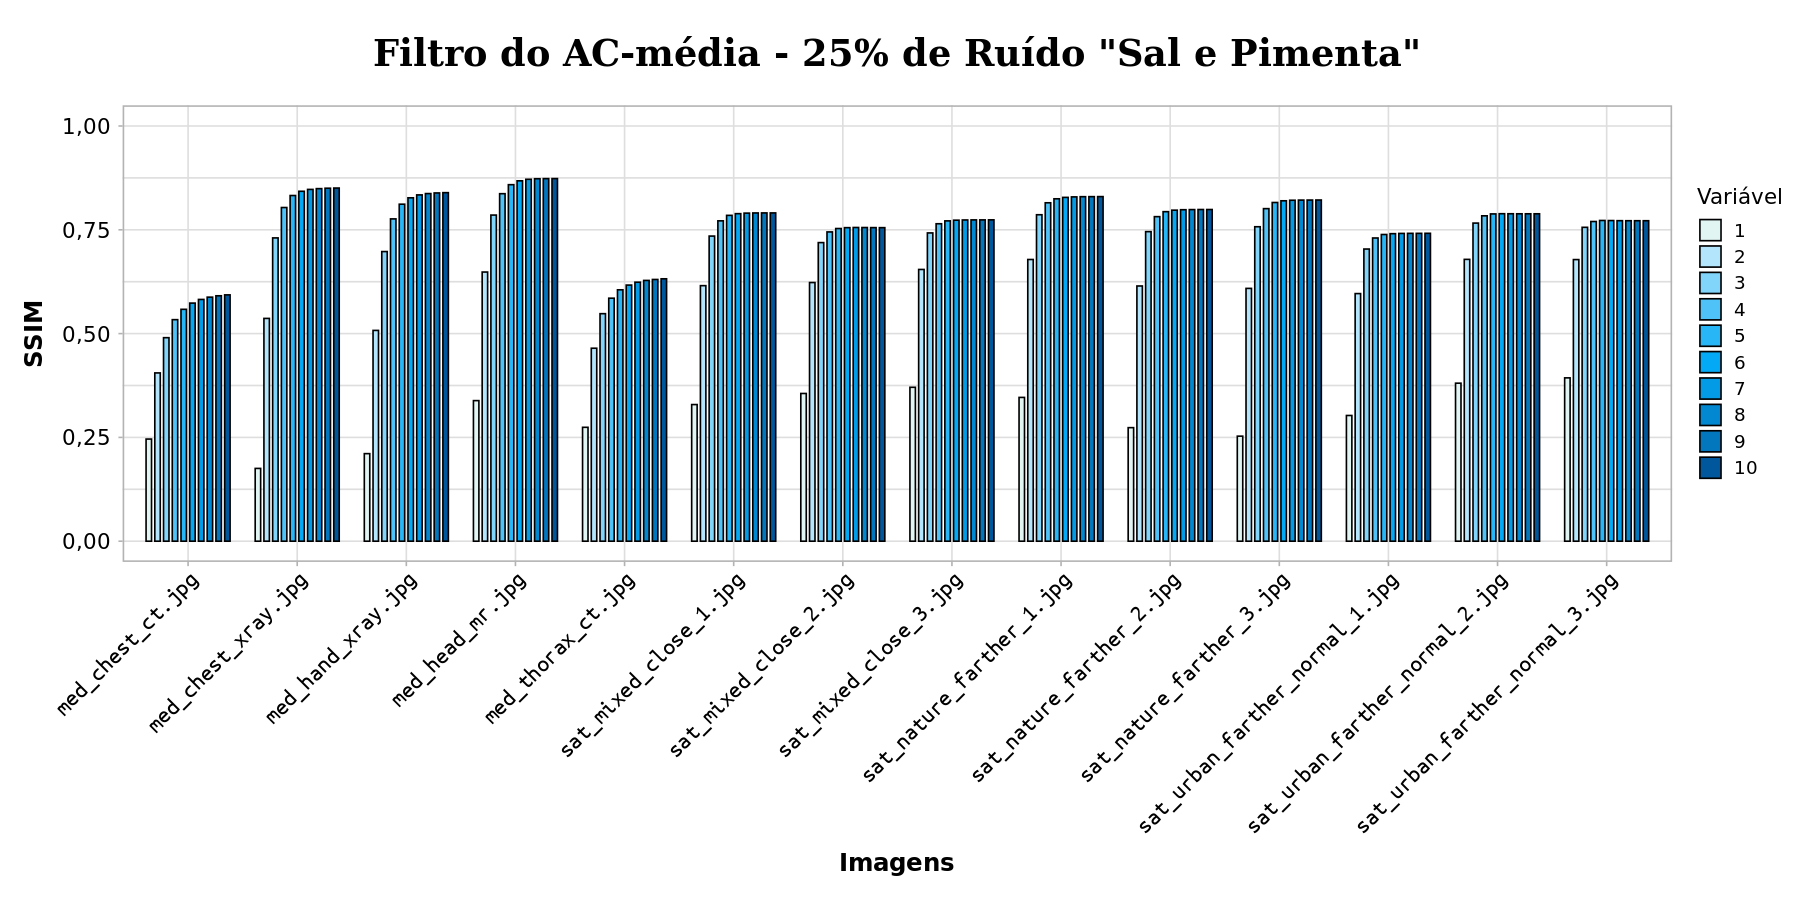 Filtro do AC-média - 25% de Ruído "Sal e Pimenta"
SSIM
1,00
0,75
0,50
0,25
0,00
med_chest_ct.jpg
med_chest_xray.jpg
med_hand_xray.jpg
med_head_mr.jpg
med_thorax_ct.jpg
sat_mixed_close_1.jpg
sat_mixed_close_2.jpg
sat_mixed_close_3.jpg
sat_nature_farther_1.jpg
sat_nature_farther_2.jpg
sat_nature_farther_3.jpg
sat_urban_farther_normal_1.jpg
sat_urban_farther_normal_2.jpg
sat_urban_farther_normal_3.jpg
Imagens
Variável
1
2
3
4
5
6
7
8
9
10